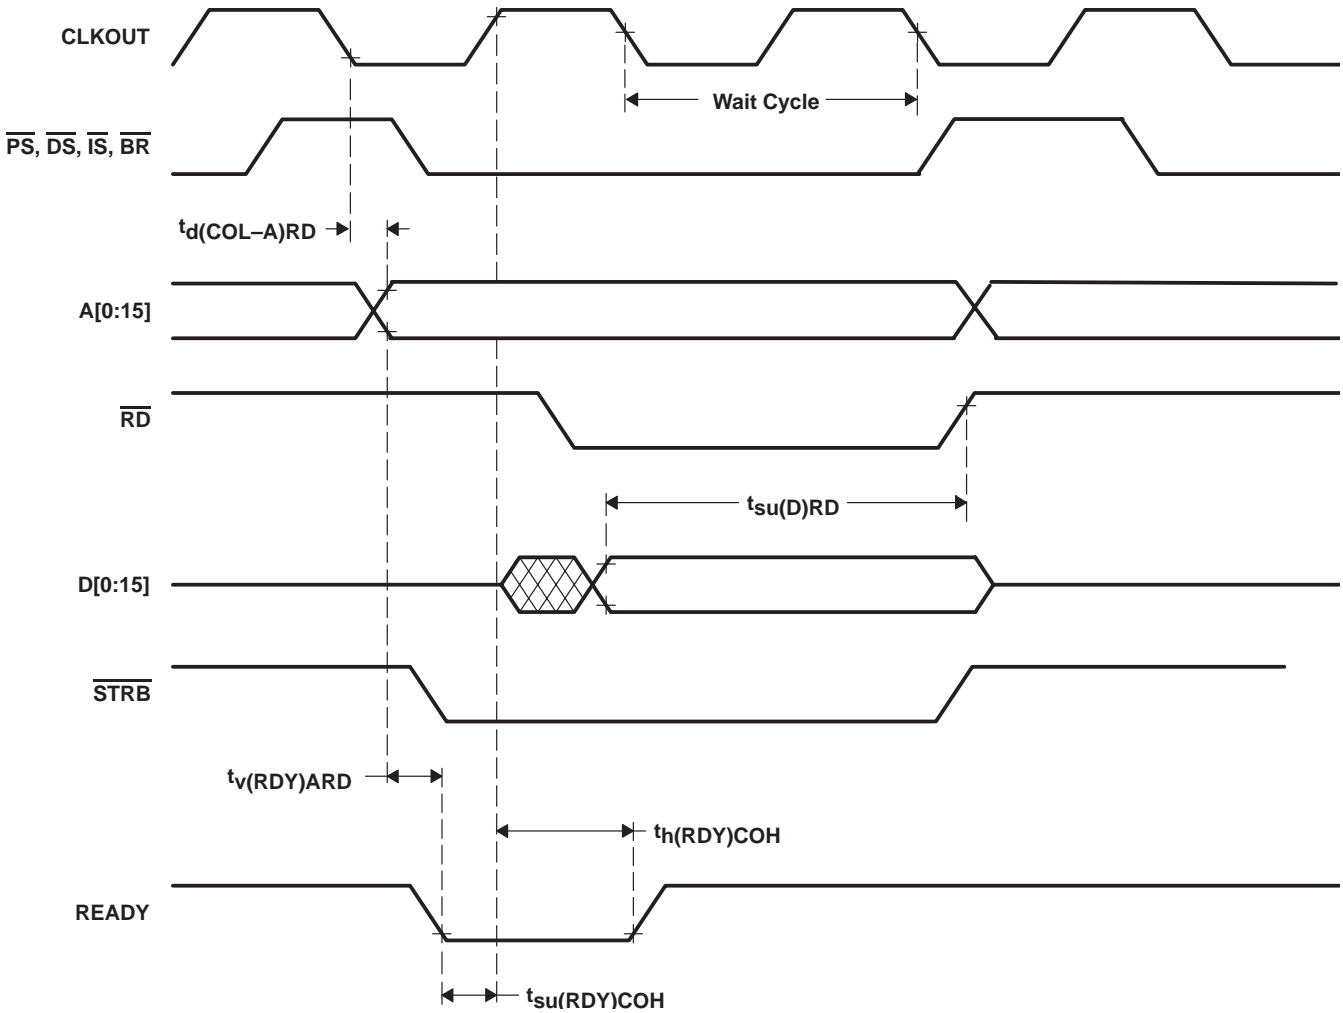 CLKOUT
Wait Cycle
PS, DS, IS, BR
td(COL–A)RD
A[0:15]
RD
tsu(D)RD
D[0:15]
STRB
tv(RDY)ARD
th(RDY)COH
READY
tsu(RDY)COH